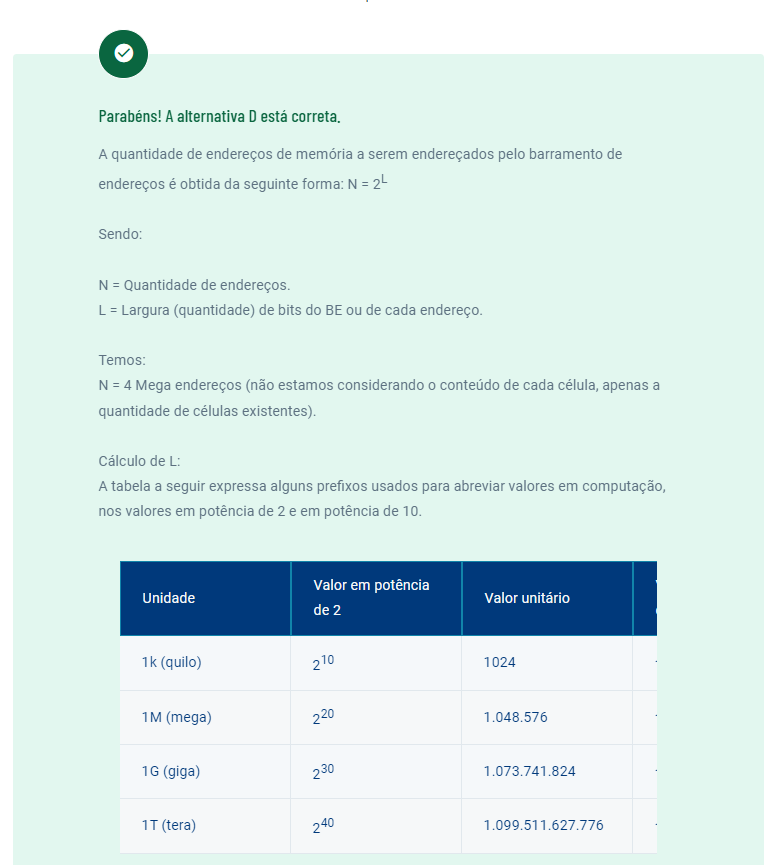 Parabéns! A alternativa D está correta.
A quantidade de endereços de memória a serem endereçados pelo barramento de
endereços é obtida da seguinte forma: N = 2^L
Sendo:
N = Quantidade de endereços.
L = Largura (quantidade) de bits do BE ou de cada endereço.
Temos:
N = 4 Mega endereços (não estamos considerando o conteúdo de cada célula, apenas a
quantidade de células existentes).
Cálculo de L:
A tabela a seguir expressa alguns prefixos usados para abreviar valores em computação,
nos valores em potência de 2 e em potência de 10.
Unidade Valor em potência de 2 Valor unitário
1k (quilo) 2^10 1024
1M (mega) 2^20 1.048.576
1G (giga) 2^30 1.073.741.824
1T (tera) 2^40 1.099.511.627.776